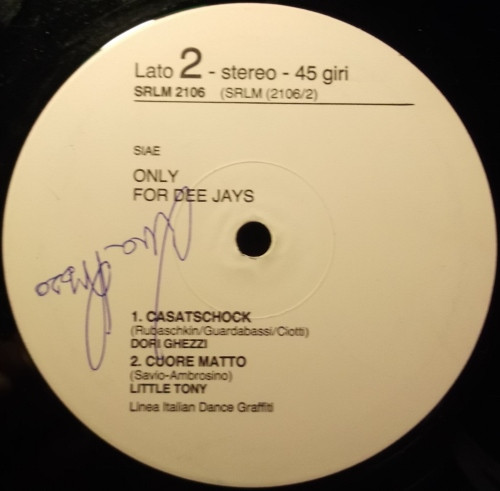 Lato 2 - stereo - 45 giri
SRLM 2106 (SRLM (2106/2)
SIAE
ONLY
FOR DEE JAYS
1. CASATSCHOCK
(Rubaschkin/Guardabassi/Ciotti)
DORI GHEZZI
2. CUORE MATTO
(Savio-Ambrosino)
LITTLE TONY
Linea Italian Dance Graffiti